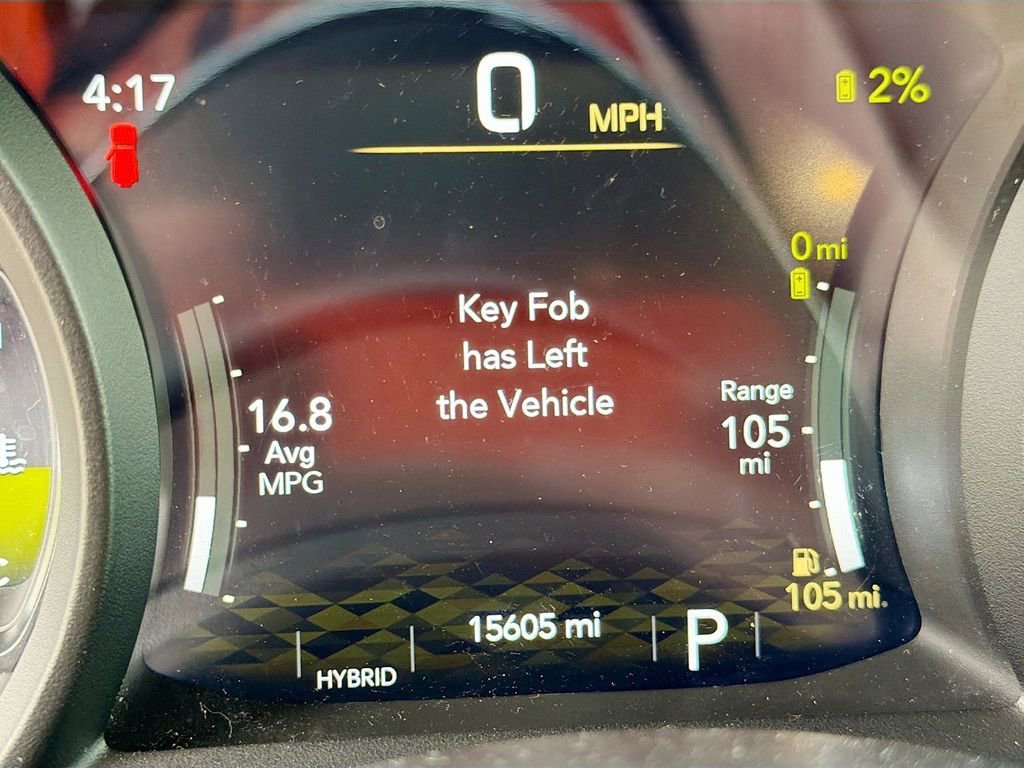 4:17
0 MPH
2%
0 mi
Key Fob
has Left
the Vehicle
16.8
Avg
MPG
Range
105
mi
105 mi.
15605 mi
P
HYBRID